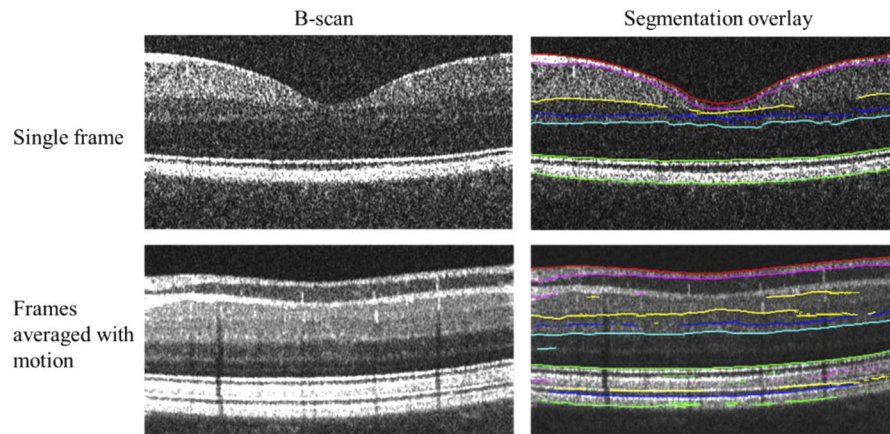 B-scan
Segmentation overlay
Single frame
Frames
averaged with
motion